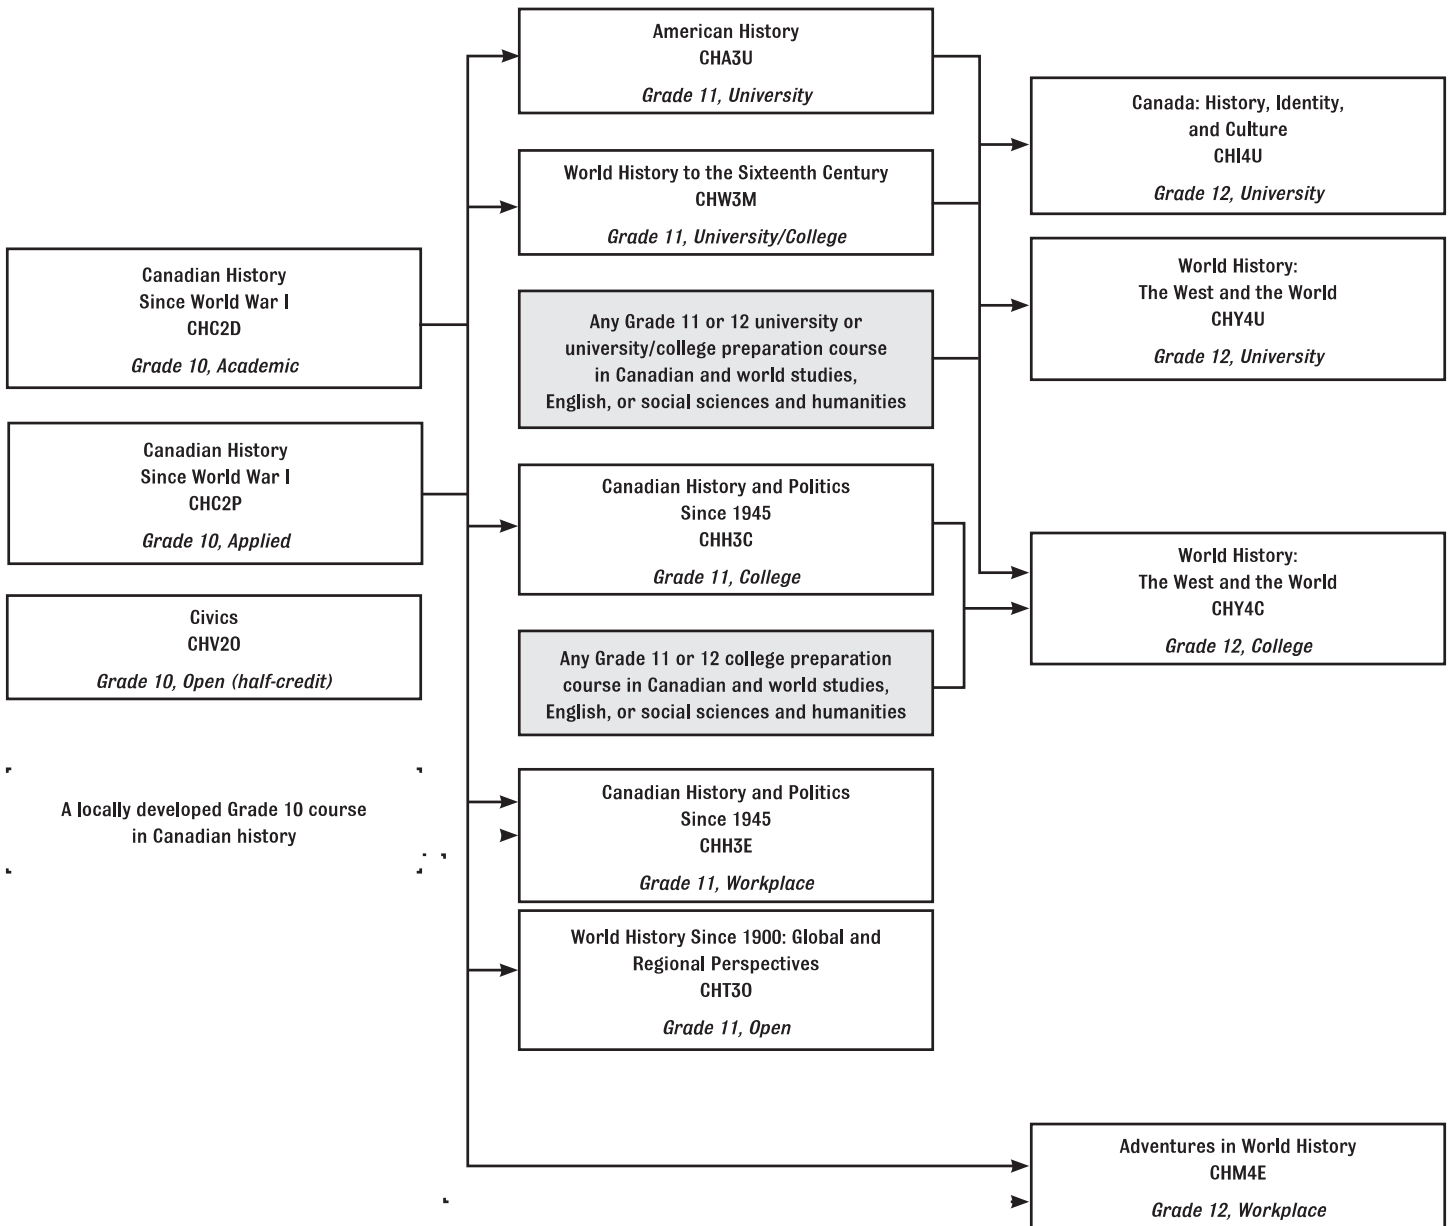 American History
CHA3U
Grade 11, University
Canada: History, Identity,
and Culture
CHI4U
Grade 12, University
World History to the Sixteenth Century
CHW3M
Grade 11, University/College
World History:
The West and the World
CHY4U
Grade 12, University
Canadian History
Since World War I
CHC2D
Grade 10, Academic
Any Grade 11 or 12 university or
university/college preparation course
in Canadian and world studies,
English, or social sciences and humanities
Canadian History
Since World War I
CHC2P
Grade 10, Applied
Canadian History and Politics
Since 1945
CHH3C
Grade 11, College
World History:
The West and the World
CHY4C
Grade 12, College
Civics
CHV2O
Grade 10, Open (half-credit)
Any Grade 11 or 12 college preparation
course in Canadian and world studies,
English, or social sciences and humanities
A locally developed Grade 10 course
in Canadian history
Canadian History and Politics
Since 1945
CHH3E
Grade 11, Workplace
World History Since 1900: Global and
Regional Perspectives
CHT3O
Grade 11, Open
Adventures in World History
CHM4E
Grade 12, Workplace